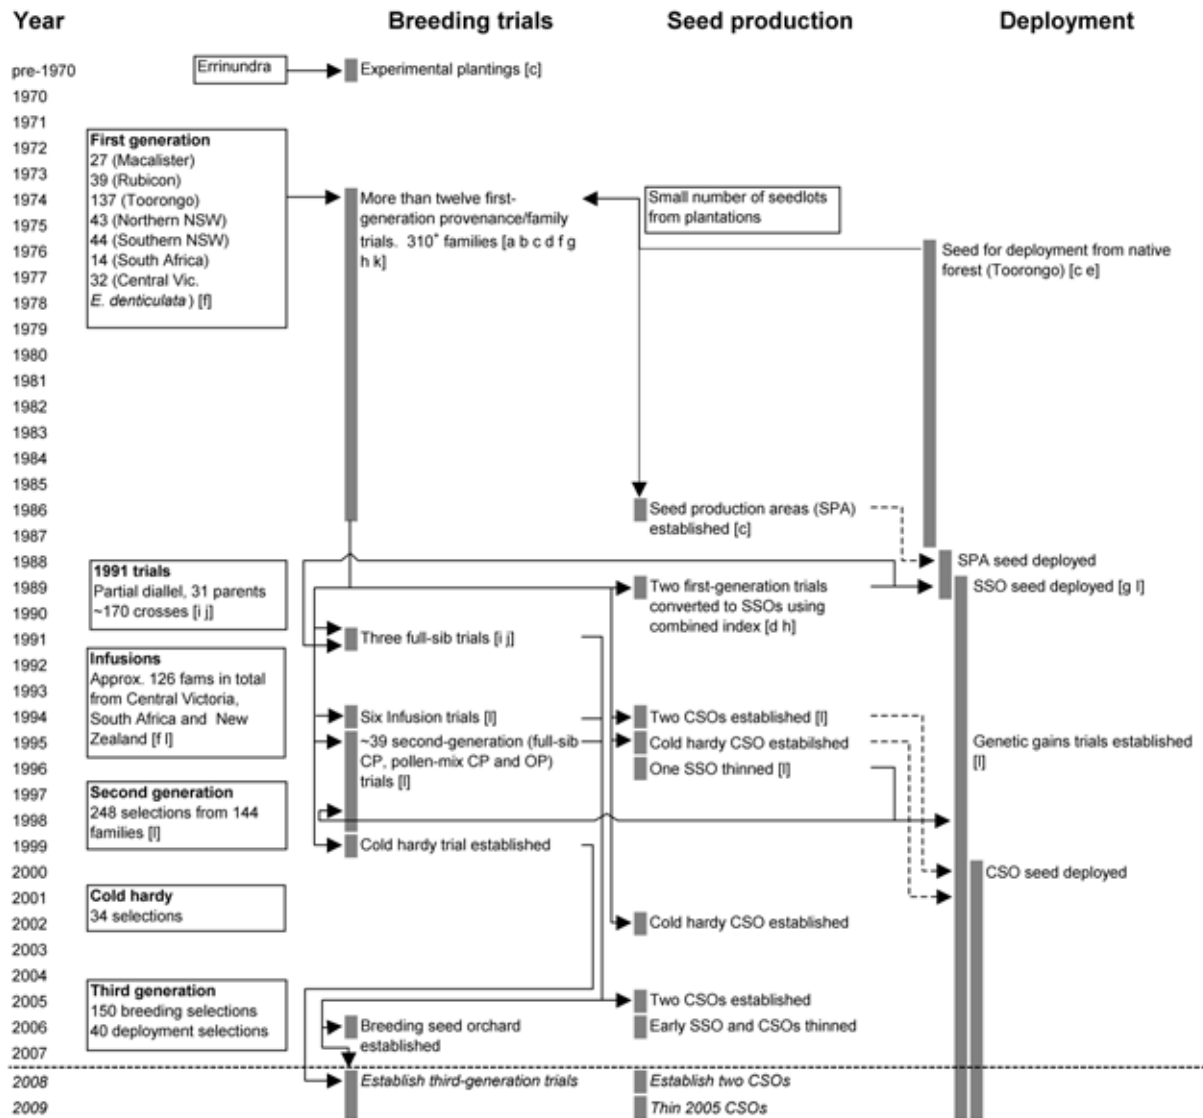 Year
Breeding trials
Seed production
Deployment
pre-1970
Errinundra
Experimental plantings [c]
1970
1971
1972
1973
1974
1975
1976
1977
1978
1979
1980
1981
1982
1983
1984
1985
1986
1987
1988
1989
1990
1991
1992
1993
1994
1995
1996
1997
1998
1999
2000
2001
2002
2003
2004
2005
2006
2007
2008
2009
First generation
27 (Macalister)
39 (Rubicon)
137 (Toorongo)
43 (Northern NSW)
44 (Southern NSW)
14 (South Africa)
32 (Central Vic.
E. denticulata) [f]
1991 trials
Partial diallel, 31 parents
~170 crosses [i j]
Infusions
Approx. 126 fams in total
from Central Victoria,
South Africa and New
Zealand [f l]
Second generation
248 selections from 144
families [l]
Cold hardy
34 selections
Third generation
150 breeding selections
40 deployment selections
More than twelve first-
generation provenance/family
trials. 310* families [a b c d f g
h k]
Three full-sib trials [i j]
Six Infusion trials [l]
~39 second-generation (full-sib
CP, pollen-mix CP and OP)
trials [l]
Cold hardy trial established
Breeding seed orchard
established
Establish third-generation trials
Small number of seedlots
from plantations
Seed production areas (SPA)
established [c]
Two first-generation trials
converted to SSOs using
combined index [d h]
Two CSOs established [l]
Cold hardy CSO estabilshed
One SSO thinned [l]
Cold hardy CSO established
Two CSOs established
Early SSO and CSOs thinned
Establish two CSOs
Thin 2005 CSOs
Seed for deployment from native
forest (Toorongo) [c e]
SPA seed deployed
SSO seed deployed [g l]
Genetic gains trials established
[l]
CSO seed deployed